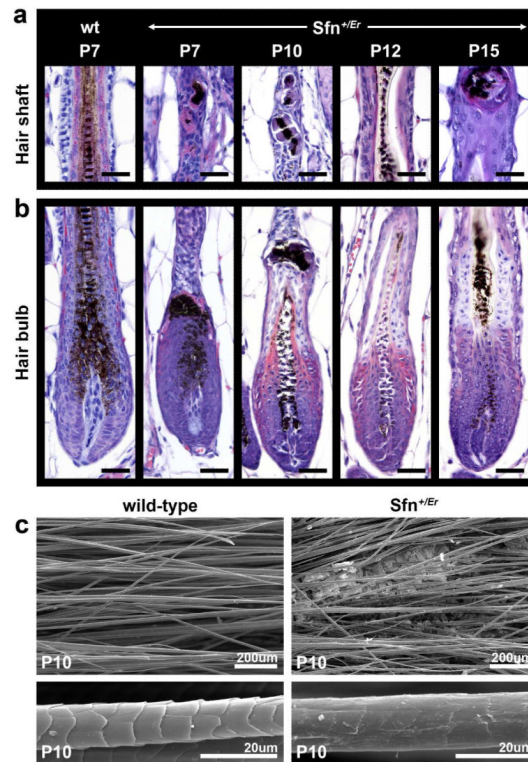 a
wt
Sfn+/Er
P7
P7
P10
P12
P15
Hair shaft
b
Hair bulb
c
wild-type
Sfn+/Er
P10
200um
P10
200um
P10
20um
P10
20um